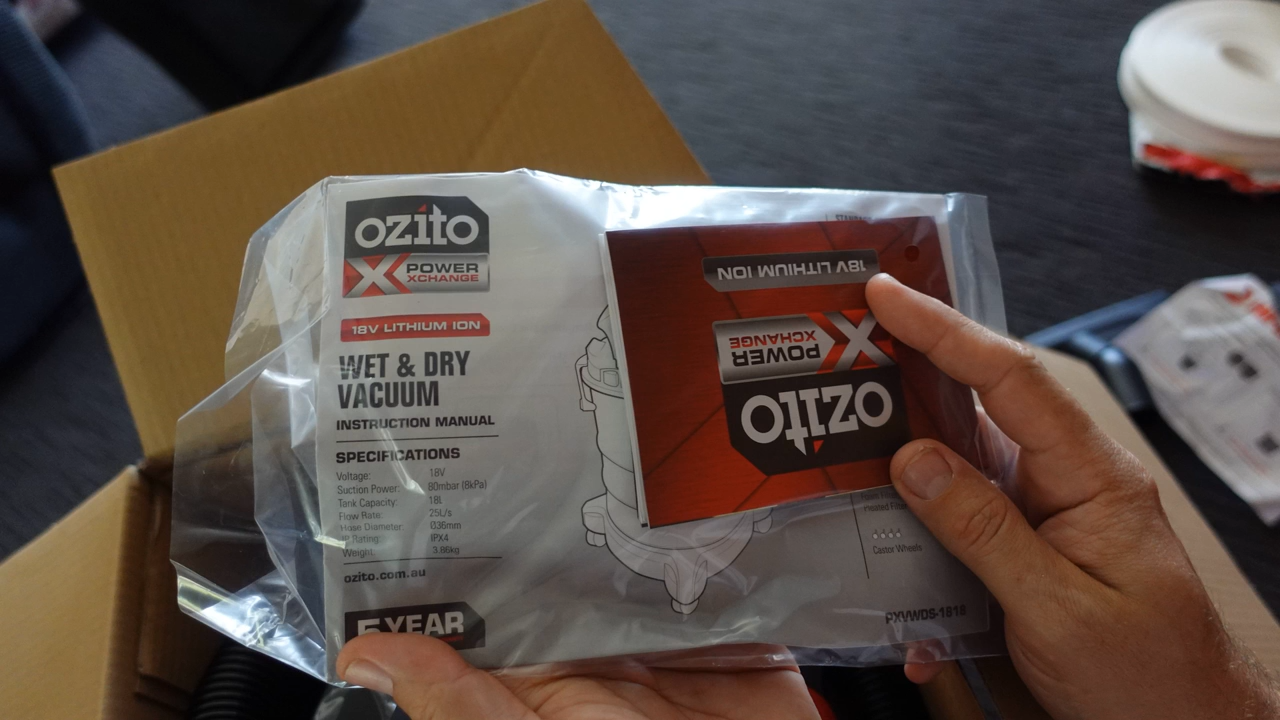 ozito
X POWER
XCHANGE
18V LITHIUM ION
WET & DRY
VACUUM
INSTRUCTION MANUAL
SPECIFICATIONS
Voltage: 18V
Suction Power: 80mbar (8kPa)
Tank Capacity: 18L
Flow Rate: 25L/s
Hose Diameter: Ø36mm
IP Rating: IPX4
Weight: 3.86kg
ozito.com.au
5 YEAR
18V LITHIUM ION
X POWER
XCHANGE
ozito
Castor Wheels
PXVWDS-1818